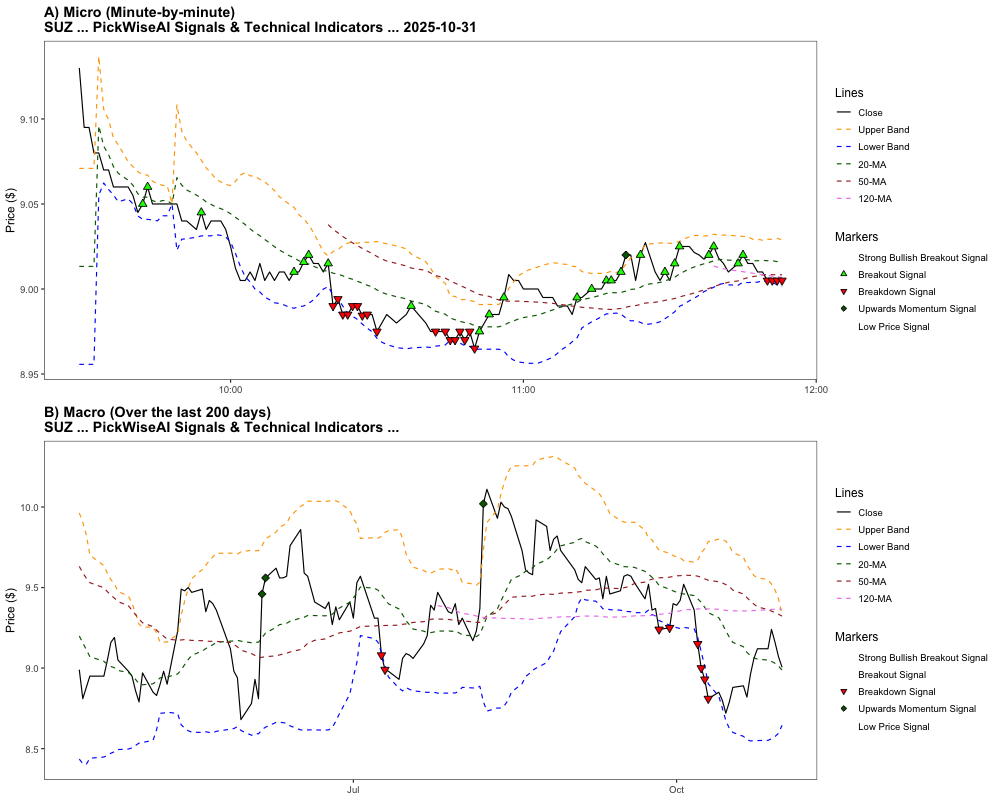 A) Micro (Minute-by-minute)
SUZ ... PickWiseAI Signals & Technical Indicators ... 2025-10-31
Price ($)
9.10
9.05
9.00
8.95
10:00
11:00
12:00
Lines
Close
Upper Band
Lower Band
20-MA
50-MA
120-MA
Markers
Strong Bullish Breakout Signal
Breakout Signal
Breakdown Signal
Upwards Momentum Signal
Low Price Signal
B) Macro (Over the last 200 days)
SUZ ... PickWiseAI Signals & Technical Indicators ...
Price ($)
10.0
9.5
9.0
8.5
Jul
Oct
Lines
Close
Upper Band
Lower Band
20-MA
50-MA
120-MA
Markers
Strong Bullish Breakout Signal
Breakout Signal
Breakdown Signal
Upwards Momentum Signal
Low Price Signal